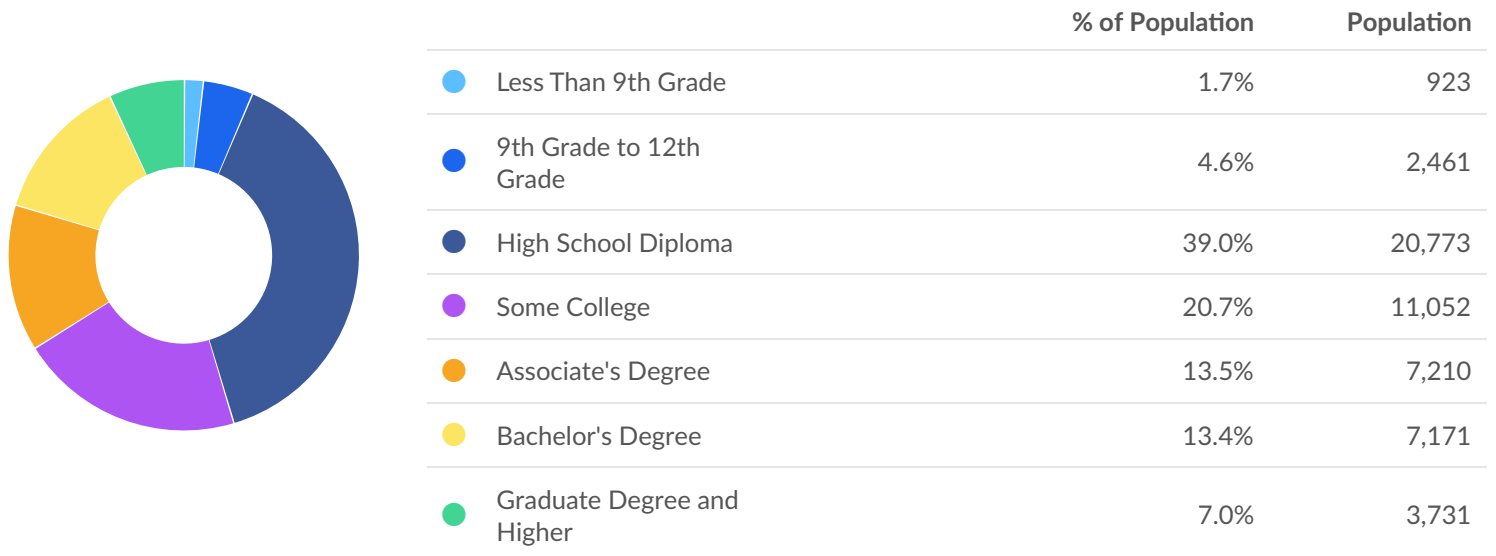 % of Population Population
Less Than 9th Grade 1.7% 923
9th Grade to 12th
Grade 4.6% 2,461
High School Diploma 39.0% 20,773
Some College 20.7% 11,052
Associate's Degree 13.5% 7,210
Bachelor's Degree 13.4% 7,171
Graduate Degree and
Higher 7.0% 3,731